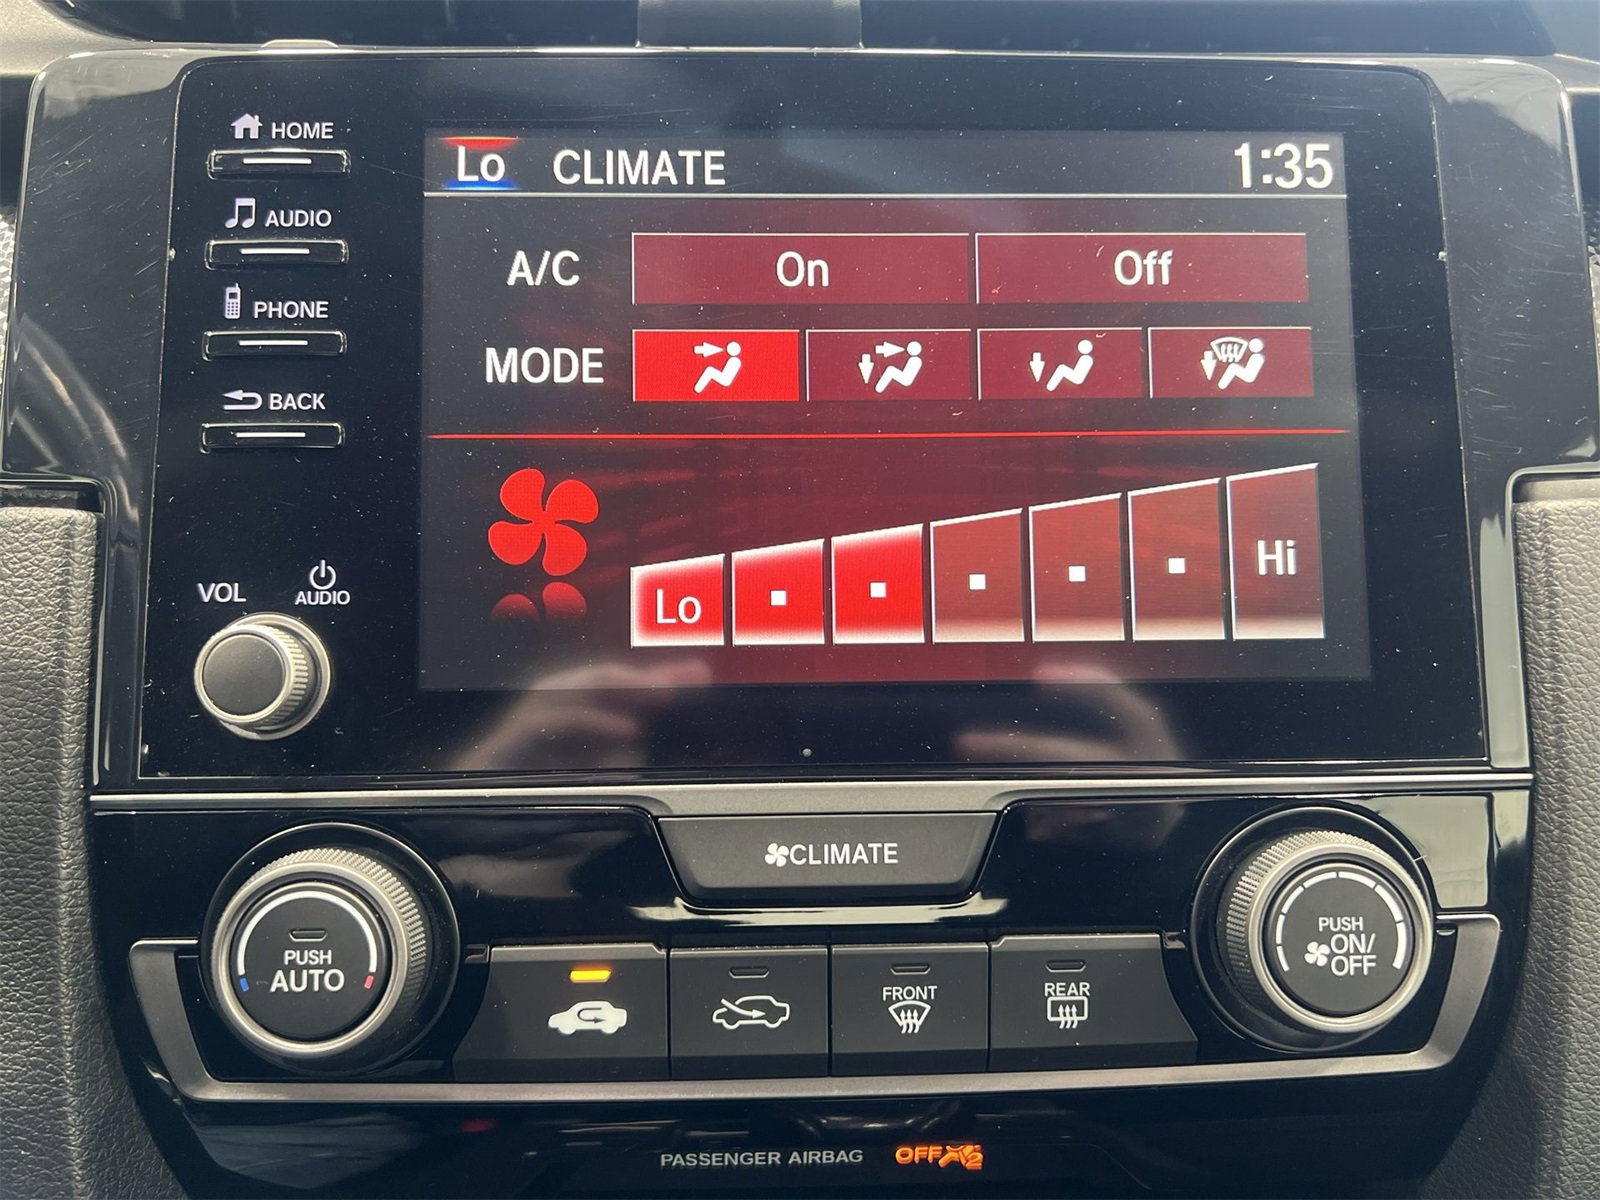 HOME
AUDIO
PHONE
BACK
VOL
AUDIO
Lo CLIMATE 1:35
A/C On Off
MODE
Lo Hi
CLIMATE
PUSH
AUTO
FRONT
REAR
PUSH
ON/
OFF
PASSENGER AIRBAG OFF 2